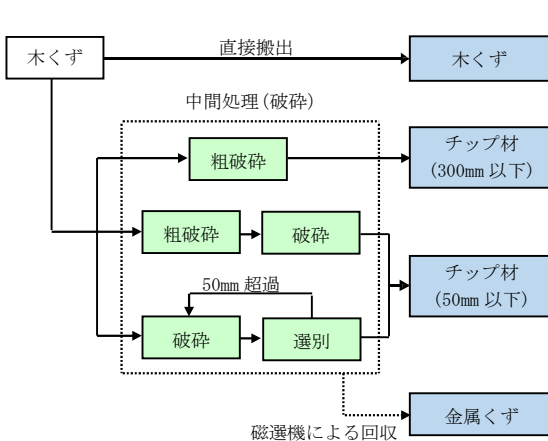 木くず
直接搬出
木くず
中間処理(破砕)
粗破砕
チップ材
(300mm 以下)
粗破砕
破砕
50mm 超過
チップ材
(50mm 以下)
破砕
選別
磁選機による回収
金属くず